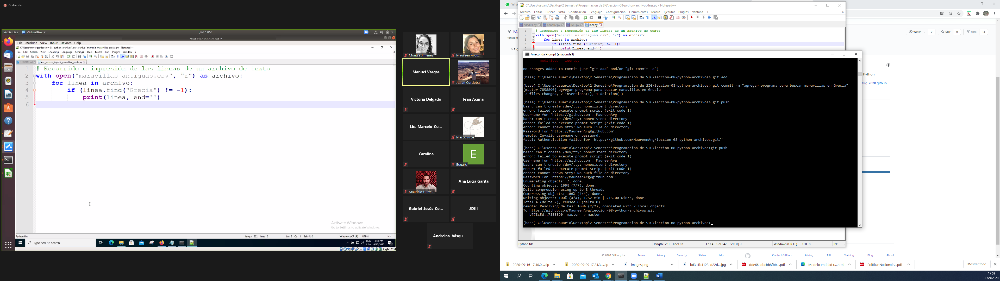 Grabando
Activities VirtualBox jue 17:59
*Untitled Document 2
File Machine View Input Devices Help
C:\Users\mfvargas\leccion-08-python-archivos\leer_archivo_imprimir_maravillas_grecia.py - Notepad++
File Edit Search View Encoding Language Settings Tools Macro Run Plugins Window ? X
README.md leer_archivo_imprimir_maravillas_grecia.py
1 # Recorrido e impresión de las líneas de un archivo de texto
2 with open("maravillas_antiguas.csv", "r") as archivo:
3 for linea in archivo:
4 if (linea.find("Grecia") != -1):
5 print(linea, end='')
6
Activate Windows
Go to Settings to activate Windows.
Python file length : 222 lines : 6 Ln : 6 Col : 1 Sel : 0 | 0 Windows (CR LF) UTF-8 INS
Type here to search
ENG LAA 5:59 PM 9/17/2020
Right Ctrl
Montse Jiménez
Maureen Argu...
Manuel Vargas
Johan Cordoba
Victoria Delgado
Fran Acuña
Lic. Marcelo Cu...
Marco Arce
Carolina
E
Eduard
Mauricio Guev...
Ana Lucía Garita
Gabriel Jesús Co...
JDIII
Andreina Vásqu...
Wha
C:\Users\usuario\Desktop\2 Semestre\Programacion de SIG\leccion-08-python-archivos\leer.py - Notepad++
Archivo Editar Buscar Vista Codificación Lenguaje Configuración Herramientas Macro Ejecutar Plugins Ventana ? X
edad01.py edad02.py IMC.py leer.py
1 # Recorrido e impresión de las líneas de un archivo de texto
2 with open("maravillas_antiguas.csv", "r") as archivo:
3 for linea in archivo:
4 if (linea.find ("Grecia") != -1):
5 print(linea, end='')
Watch 0 Star 0 Fork 13
Ma
forked f
Python
sig-2020.github....
Anaconda Prompt (anaconda3)
modified: leer.py
no changes added to commit (use "git add" and/or "git commit -a")
(base) C:\Users\usuario\Desktop\2 Semestre\Programacion de SIG\leccion-08-python-archivos> git add .
(base) C:\Users\usuario\Desktop\2 Semestre\Programacion de SIG\leccion-08-python-archivos> git commit -m "agregar programa para buscar maravillas en Grecia"
[master 7858890] agregar programa para buscar maravillas en Grecia
2 files changed, 2 insertions(+), 1 deletion(-)
(base) C:\Users\usuario\Desktop\2 Semestre\Programacion de SIG\leccion-08-python-archivos> git push
bash: can't create /dev/tty: nonexistent directory
error: failed to execute prompt script (exit code 1)
Username for 'https://github.com': MaureenArg
bash: can't create /dev/tty: nonexistent directory
error: failed to execute prompt script (exit code 1)
error: cannot spawn stty: No such file or directory
Password for 'https://MaureenArg@github.com':
remote: Invalid username or password.
fatal: Authentication failed for 'https://github.com/MaureenArg/leccion-08-python-archivos.git/'
(base) C:\Users\usuario\Desktop\2 Semestre\Programacion de SIG\leccion-08-python-archivos>git push
bash: can't create /dev/tty: nonexistent directory
error: failed to execute prompt script (exit code 1)
Username for 'https://github.com': MaureenArg
bash: can't create /dev/tty: nonexistent directory
error: failed to execute prompt script (exit code 1)
error: cannot spawn stty: No such file or directory
Password for 'https://MaureenArg@github.com':
Enumerating objects: 7, done.
Counting objects: 100% (7/7), done.
Delta compression using up to 8 threads
Compressing objects: 100% (4/4), done.
Writing objects: 100% (4/4), 1.52 MiB | 215.00 KiB/s, done.
Total 4 (delta 2), reused 0 (delta 0)
remote: Resolving deltas: 100% (2/2), completed with 2 local objects.
To https://github.com/MaureenArg/leccion-08-python-archivos.git
b778c5d..7858890 master -> master
(base) C:\Users\usuario\Desktop\2 Semestre\Programacion de SIG\leccion-08-python-archivos>
Python file length : 231 lines : 6 Ln : 4 Col : 42 Sel : 0 | 0 Windows (CR LF) UTF-8 INS
© 2020 GitHub, Inc. Terms Privacy Security Status Help Contact GitHub Pricing API Training Blog About
2020-09-16 17.40.0....zip 2020-09-09 17.24.3....zip images.png b63a1b4123ad22d....jpg dde66adbcbb8fbb....pdf Modelo entidad r....html Política-Nacional-....pdf Mostrar todo
17:59
17/9/2020